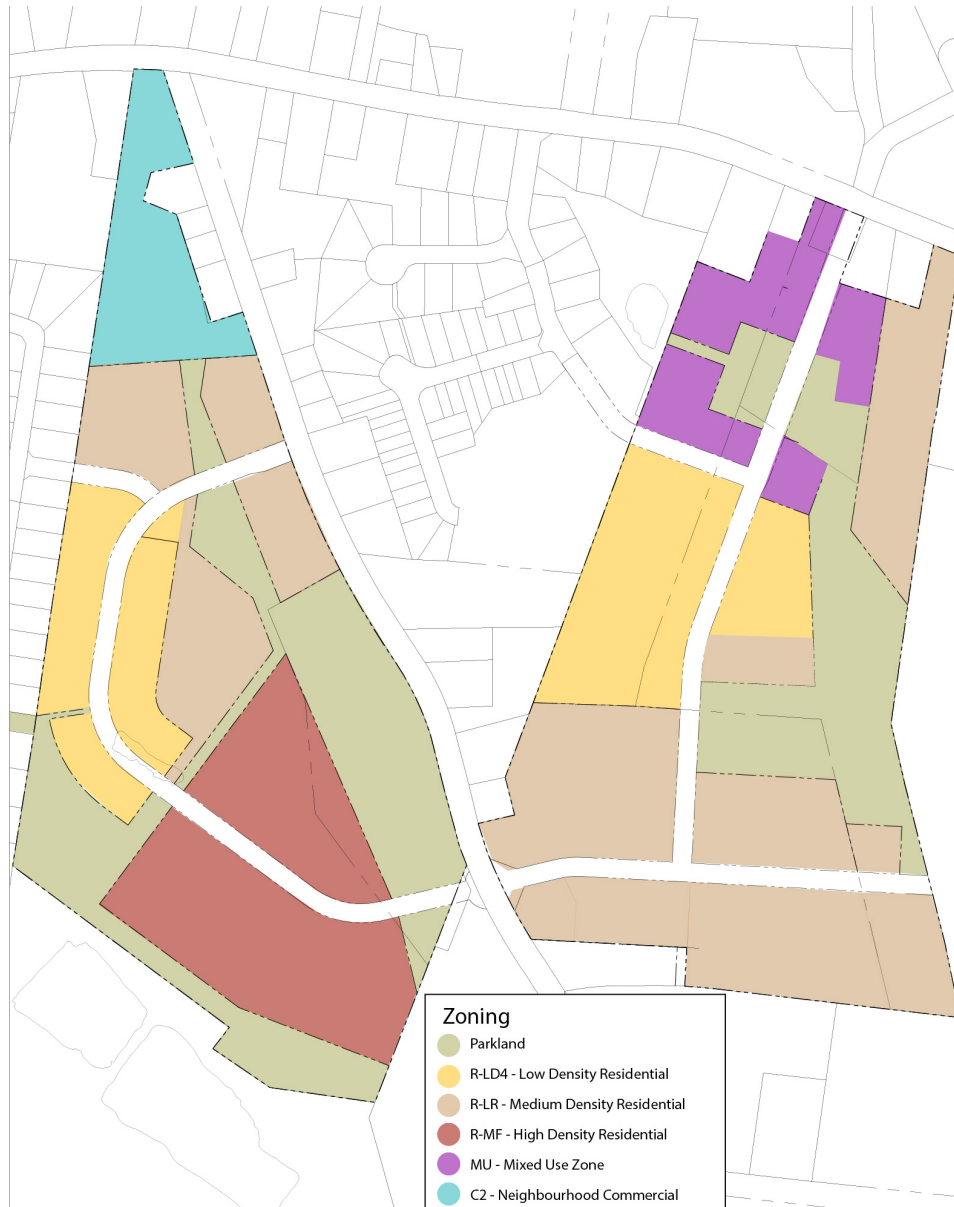 Zoning
Parkland
R-LD4 - Low Density Residential
R-LR - Medium Density Residential
R-MF - High Density Residential
MU - Mixed Use Zone
C2 - Neighbourhood Commercial